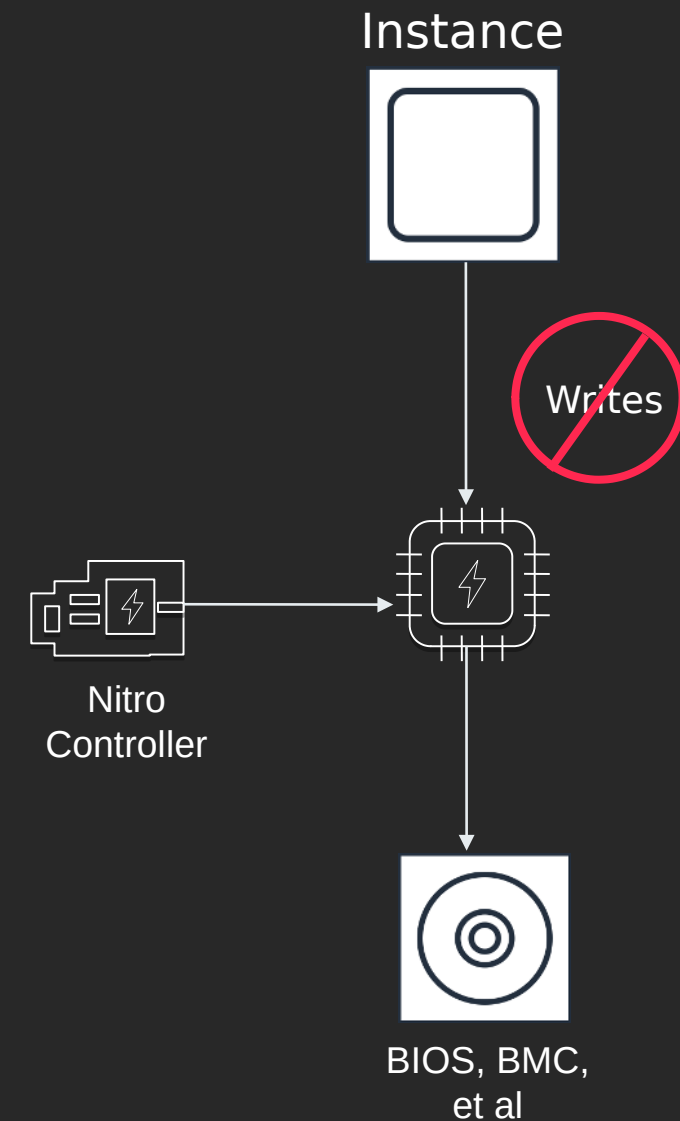 Instance
Writes
Nitro
Controller
BIOS, BMC,
et al